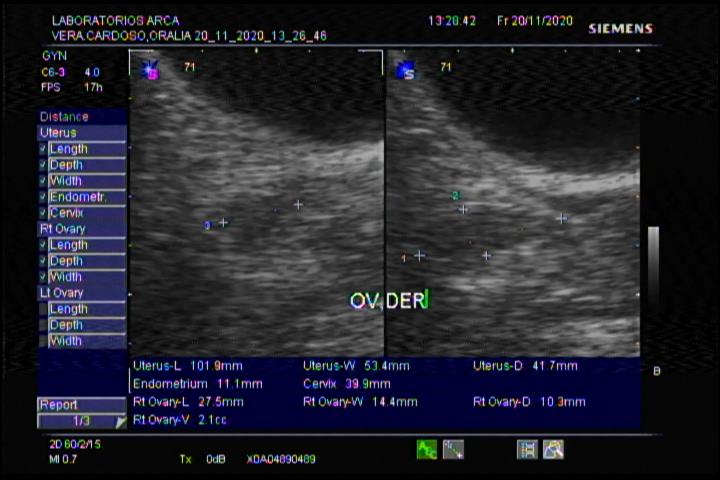 LABORATORIOS ARCA
13:28:42 Fr 20/11/2020
SIEMENS
VERA.CARDOSO,ORALIA 20_11_2020_13_26_46
GYN
C6-3 4.0
FPS 17h
71
71
S
S
Distance
Uterus
Length
Depth
Width
Endometr.
Cervix
Rt Ovary
Length
Depth
Width
Lt Ovary
Length
Depth
Width
3
2
1
OV,DER
Uterus-L 101.9mm Uterus-W 53.4mm Uterus-D 41.7mm
Endometrium 11.1mm Cervix 39.9mm
Rt Ovary-L 27.5mm Rt Ovary-W 14.4mm Rt Ovary-D 10.3mm
Rt Ovary-V 2.1cc
B
Report
1/3
2D 60/2/15
MI 0.7 Tx 0dB XDA04890489